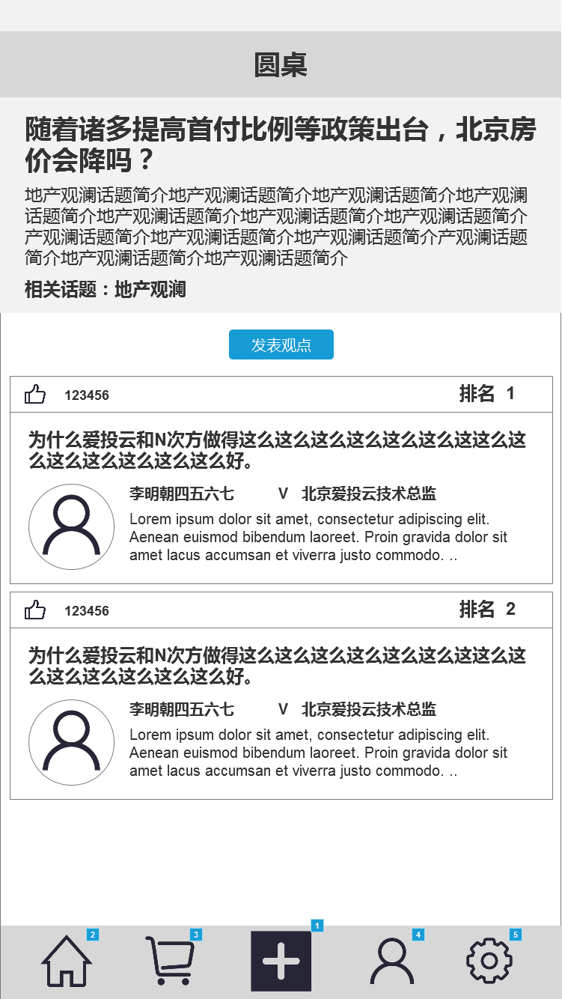 圆桌
随着诸多提高首付比例等政策出台，北京房
价会降吗？
地产观澜话题简介地产观澜话题简介地产观澜话题简介地产观澜
话题简介地产观澜话题简介地产观澜话题简介地产观澜话题简介
产观澜话题简介地产观澜话题简介地产观澜话题简介产观澜话题
简介地产观澜话题简介地产观澜话题简介
相关话题：地产观澜
发表观点
123456 排名 1
为什么爱投云和N次方做得这么这么这么这么这么这么这这么这
么这么这么这么这么这么好。
李明朝四五六七 V 北京爱投云技术总监
Lorem ipsum dolor sit amet, consectetur adipiscing elit.
Aenean euismod bibendum laoreet. Proin gravida dolor sit
amet lacus accumsan et viverra justo commodo. ..
123456 排名 2
为什么爱投云和N次方做得这么这么这么这么这么这么这这么这
么这么这么这么这么这么好。
李明朝四五六七 V 北京爱投云技术总监
Lorem ipsum dolor sit amet, consectetur adipiscing elit.
Aenean euismod bibendum laoreet. Proin gravida dolor sit
amet lacus accumsan et viverra justo commodo. ..
2 3 1 4 5